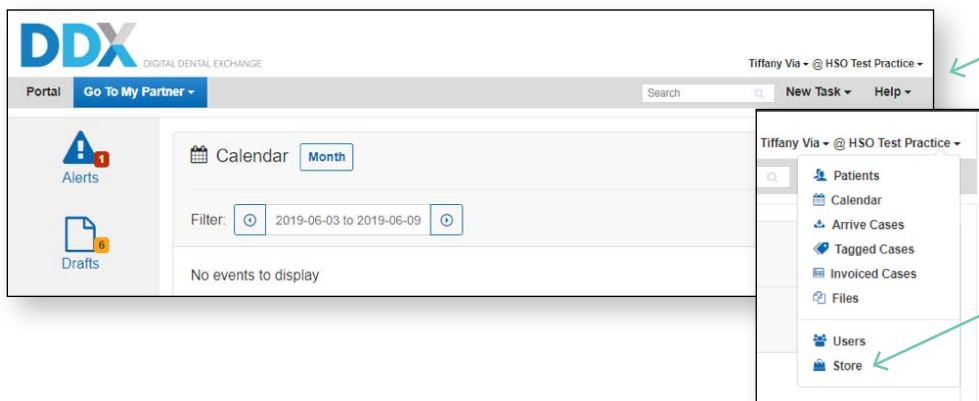 DDX
DIGITAL DENTAL EXCHANGE
Tiffany Via @ HSO Test Practice
Portal Go To My Partner Search New Task Help
1
Alerts
Calendar Month
Filter: 2019-06-03 to 2019-06-09
6
Drafts
No events to display
Tiffany Via @ HSO Test Practice
Patients
Calendar
Arrive Cases
Tagged Cases
Invoiced Cases
Files
Users
Store